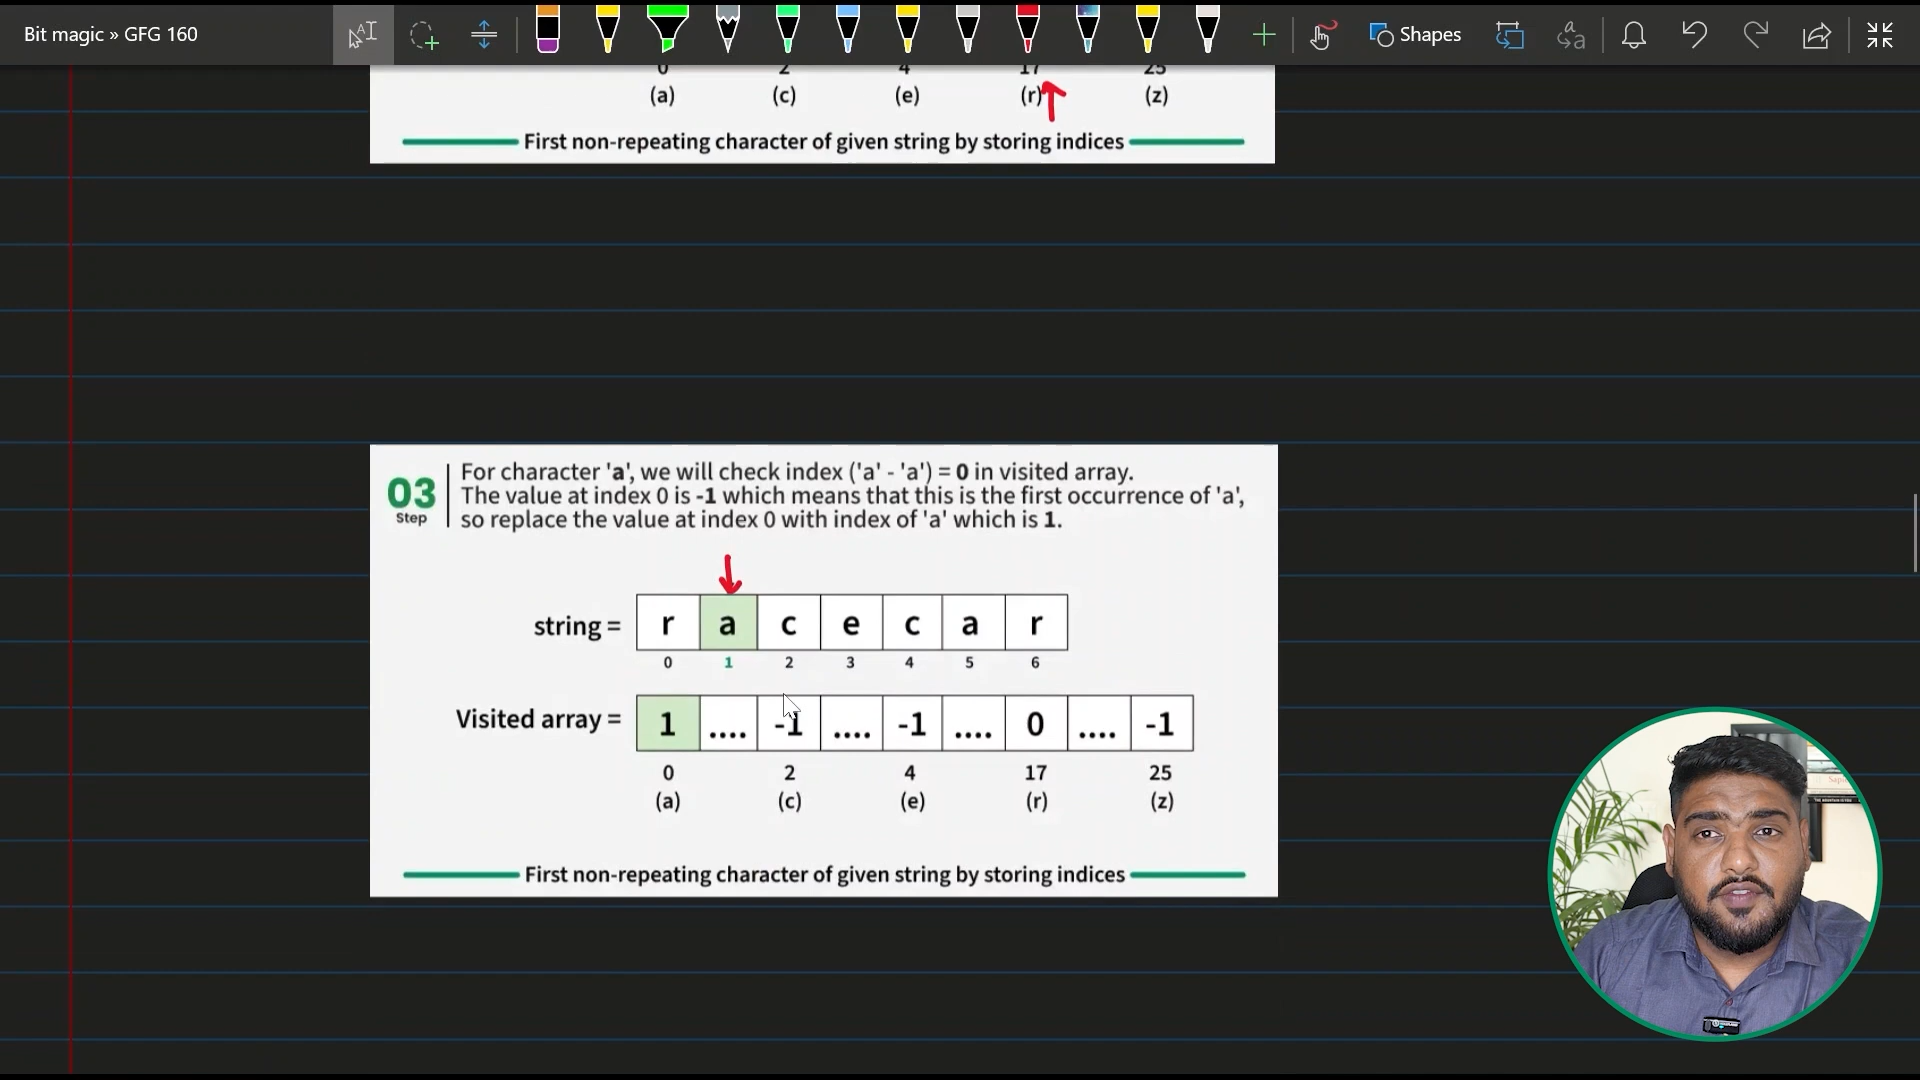 Bit magic » GFG 160
Shapes
0 2 4 17 25
(a) (c) (e) (r) (z)
First non-repeating character of given string by storing indices
03
Step
For character 'a', we will check index ('a' - 'a') = 0 in visited array.
The value at index 0 is -1 which means that this is the first occurrence of 'a',
so replace the value at index 0 with index of 'a' which is 1.
string = r a c e c a r
0 1 2 3 4 5 6
Visited array = 1 .... -1 .... -1 .... 0 .... -1
0 2 4 17 25
(a) (c) (e) (r) (z)
First non-repeating character of given string by storing indices